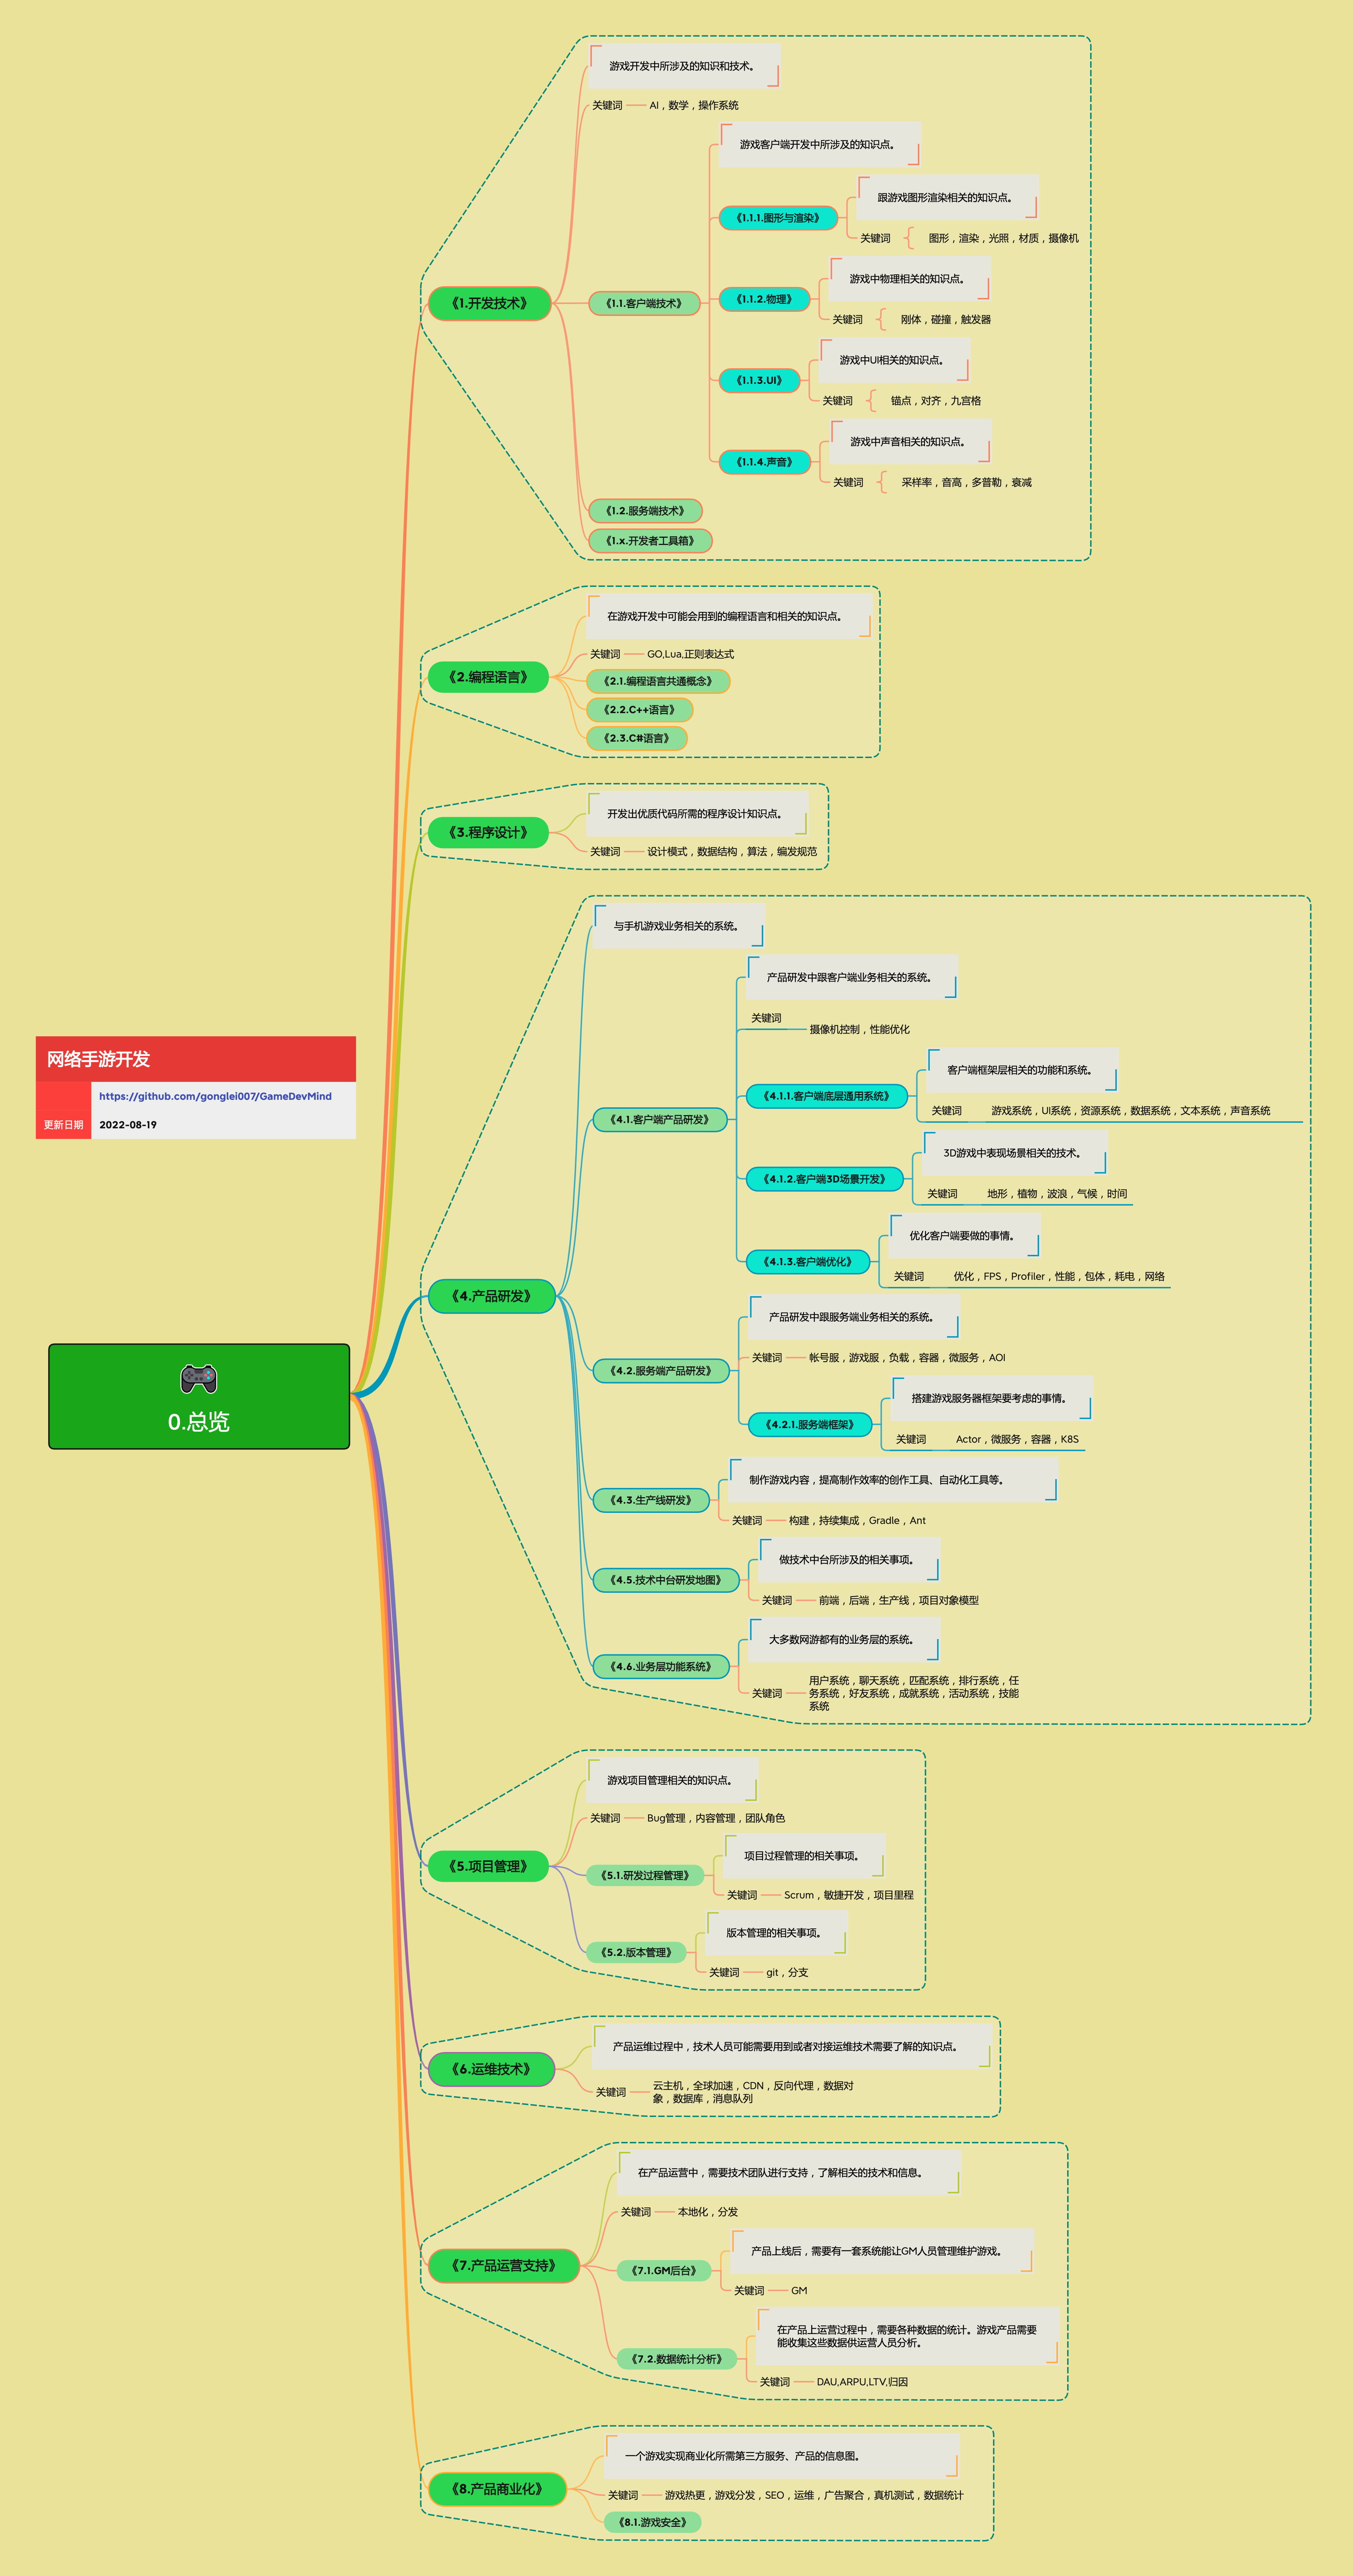 网络手游开发
https://github.com/gonglei007/GameDevMind
更新日期 2022-08-19
0.总览
《1.开发技术》
游戏开发中所涉及的知识和技术。
关键词 AI，数学，操作系统
《1.1.客户端技术》
游戏客户端开发中所涉及的知识点。
《1.1.1.图形与渲染》
跟游戏图形渲染相关的知识点。
关键词 图形，渲染，光照，材质，摄像机
《1.1.2.物理》
游戏中物理相关的知识点。
关键词 刚体，碰撞，触发器
《1.1.3.UI》
游戏中UI相关的知识点。
关键词 锚点，对齐，九宫格
《1.1.4.声音》
游戏中声音相关的知识点。
关键词 采样率，音高，多普勒，衰减
《1.2.服务端技术》
《1.x.开发者工具箱》
《2.编程语言》
在游戏开发中可能会用到的编程语言和相关的知识点。
关键词 GO,Lua,正则表达式
《2.1.编程语言共通概念》
《2.2.C++语言》
《2.3.C#语言》
《3.程序设计》
开发出优质代码所需的程序设计知识点。
关键词 设计模式，数据结构，算法，编发规范
《4.产品研发》
与手机游戏业务相关的系统。
《4.1.客户端产品研发》
产品研发中跟客户端业务相关的系统。
关键词
摄像机控制，性能优化
《4.1.1.客户端底层通用系统》
客户端框架层相关的功能和系统。
关键词 游戏系统，UI系统，资源系统，数据系统，文本系统，声音系统
《4.1.2.客户端3D场景开发》
3D游戏中表现场景相关的技术。
关键词 地形，植物，波浪，气候，时间
《4.1.3.客户端优化》
优化客户端要做的事情。
关键词 优化，FPS，Profiler，性能，包体，耗电，网络
《4.2.服务端产品研发》
产品研发中跟服务端业务相关的系统。
关键词 帐号服，游戏服，负载，容器，微服务，AOI
《4.2.1.服务端框架》
搭建游戏服务器框架要考虑的事情。
关键词 Actor，微服务，容器，K8S
《4.3.生产线研发》
制作游戏内容，提高制作效率的创作工具、自动化工具等。
关键词 构建，持续集成，Gradle，Ant
《4.5.技术中台研发地图》
做技术中台所涉及的相关事项。
关键词 前端，后端，生产线，项目对象模型
《4.6.业务层功能系统》
大多数网游都有的业务层的系统。
关键词 用户系统，聊天系统，匹配系统，排行系统，任
务系统，好友系统，成就系统，活动系统，技能
系统
《5.项目管理》
游戏项目管理相关的知识点。
关键词 Bug管理，内容管理，团队角色
《5.1.研发过程管理》
项目过程管理的相关事项。
关键词 Scrum，敏捷开发，项目里程
《5.2.版本管理》
版本管理的相关事项。
关键词 git，分支
《6.运维技术》
产品运维过程中，技术人员可能需要用到或者对接运维技术需要了解的知识点。
关键词 云主机，全球加速，CDN，反向代理，数据对
象，数据库，消息队列
《7.产品运营支持》
在产品运营中，需要技术团队进行支持，了解相关的技术和信息。
关键词 本地化，分发
《7.1.GM后台》
产品上线后，需要有一套系统能让GM人员管理维护游戏。
关键词 GM
《7.2.数据统计分析》
在产品上运营过程中，需要各种数据的统计。游戏产品需要
能收集这些数据供运营人员分析。
关键词 DAU,ARPU,LTV,归因
《8.产品商业化》
一个游戏实现商业化所需第三方服务、产品的信息图。
关键词 游戏热更，游戏分发，SEO，运维，广告聚合，真机测试，数据统计
《8.1.游戏安全》